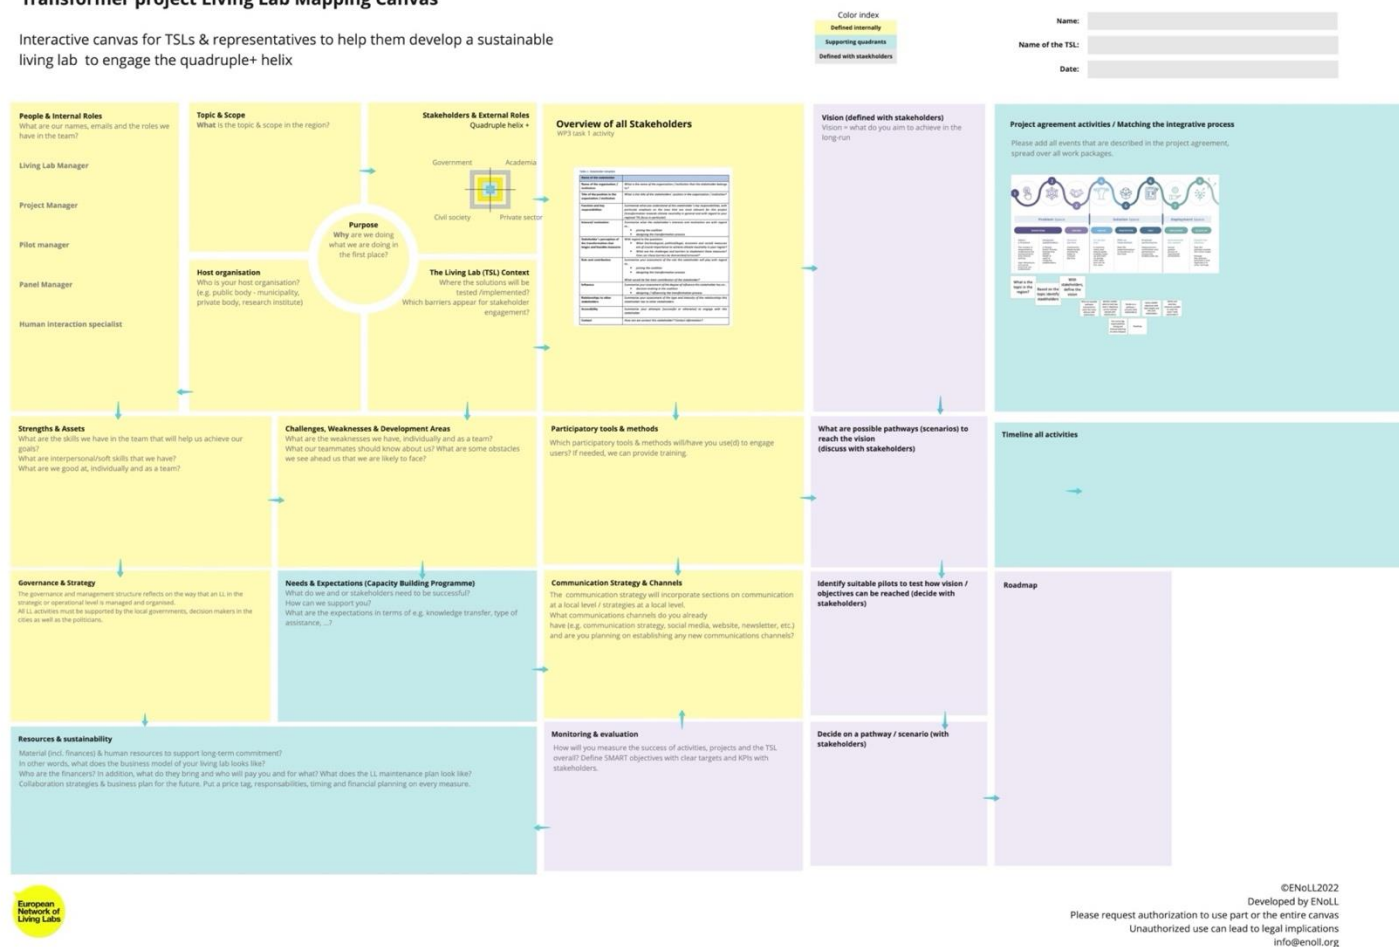 Transformer project Living Lab Mapping Canvas
Interactive canvas for TSLs & representatives to help them develop a sustainable
living lab to engage the quadruple+ helix
Color index
Defined internally
Supporting quadrants
Defined with staekholders
Name:
Name of the TSL:
Date:
People & Internal Roles
What are our names, emails and the roles we
have in the team?
Living Lab Manager
Project Manager
Pilot manager
Panel Manager
Human interaction specialist
Topic & Scope
What is the topic & scope in the region?
Stakeholders & External Roles
Quadruple helix +
Government
Academia
Civil society
Private sector
Purpose
Why are we doing
what we are doing in
the first place?
Host organisation
Who is your host organisation?
(e.g. public body - municipality,
private body, research institute)
The Living Lab (TSL) Context
Where the solutions will be
tested /implemented?
Which barriers appear for stakeholder
engagement?
Overview of all Stakeholders
WP3 task 1 activity
Vision (defined with stakeholders)
Vision = what do you aim to achieve in the
long-run
Project agreement activities / Matching the integrative process
Please add all events that are described in the project agreement,
spread over all work packages.
What is the
topic in the
region?
Based on the
topic identify
stakeholders
With
stakeholders,
define the
vision
Strengths & Assets
What are the skills we have in the team that will help us achieve our
goals?
What are interpersonal/soft skills that we have?
What are we good at, individually and as a team?
Challenges, Weaknesses & Development Areas
What are the weaknesses we have, individually and as a team?
What our teammates should know about us? What are some obstacles
we see ahead us that we are likely to face?
Participatory tools & methods
Which participatory tools & methods will/have you use(d) to engage
users? If needed, we can provide training.
What are possible pathways (scenarios) to
reach the vision
(discuss with stakeholders)
Timeline all activities
Governance & Strategy
The governance and management structure reflects on the way that an LL in the
strategic or operational level is managed and organised.
All LL activities must be supported by the local governments, decision makers in the
cities as well as the politicians.
Needs & Expectations (Capacity Building Programme)
What do we and or stakeholders need to be successful?
How can we support you?
What are the expectations in terms of e.g. knowledge transfer, type of
assistance, ...?
Communication Strategy & Channels
The communication strategy will incorporate sections on communication
at a local level / strategies at a local level.
What communications channels do you already
have (e.g. communication strategy, social media, website, newsletter, etc.)
and are you planning on establishing any new communications channels?
Identify suitable pilots to test how vision /
objectives can be reached (decide with
stakeholders)
Roadmap
Resources & sustainability
Material (incl. finances) & human resources to support long-term commitment?
In other words, what does the business model of your living lab looks like?
Who are the financers? In addition, what do they bring and who will pay you and for what? What does the LL maintenance plan look like?
Collaboration strategies & business plan for the future. Put a price tag, responsibilities, timing and financial planning on every measure.
Monitoring & evaluation
How will you measure the success of activities, projects and the TSL
overall? Define SMART objectives with clear targets and KPIs with
stakeholders.
Decide on a pathway / scenario (with
stakeholders)
European
Network of
Living Labs
©ENoLL2022
Developed by ENoLL
Please request authorization to use part or the entire canvas
Unauthorized use can lead to legal implications
info@enoll.org